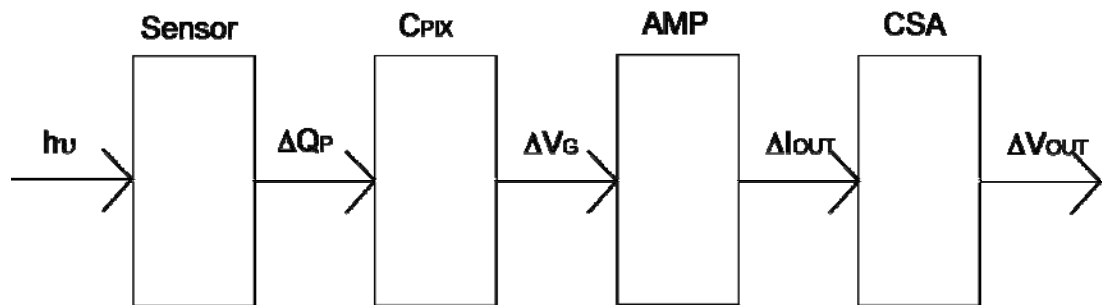 Sensor CPIX AMP CSA
hυ ΔQP ΔVG ΔIOUT ΔVOUT